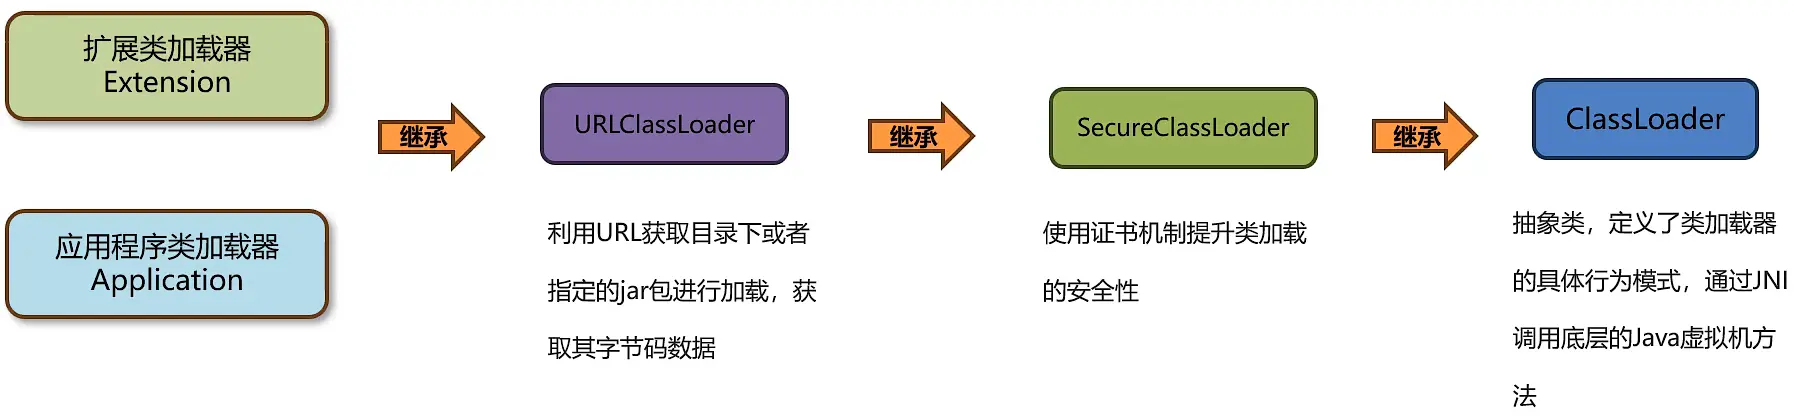 扩展类加载器
Extension
应用程序类加载器
Application
继承
URLClassLoader
利用URL获取目录下或者
指定的jar包进行加载，获
取其字节码数据
继承
SecureClassLoader
使用证书机制提升类加载
的安全性
继承
ClassLoader
抽象类，定义了类加载器
的具体行为模式，通过JNI
调用底层的Java虚拟机方
法